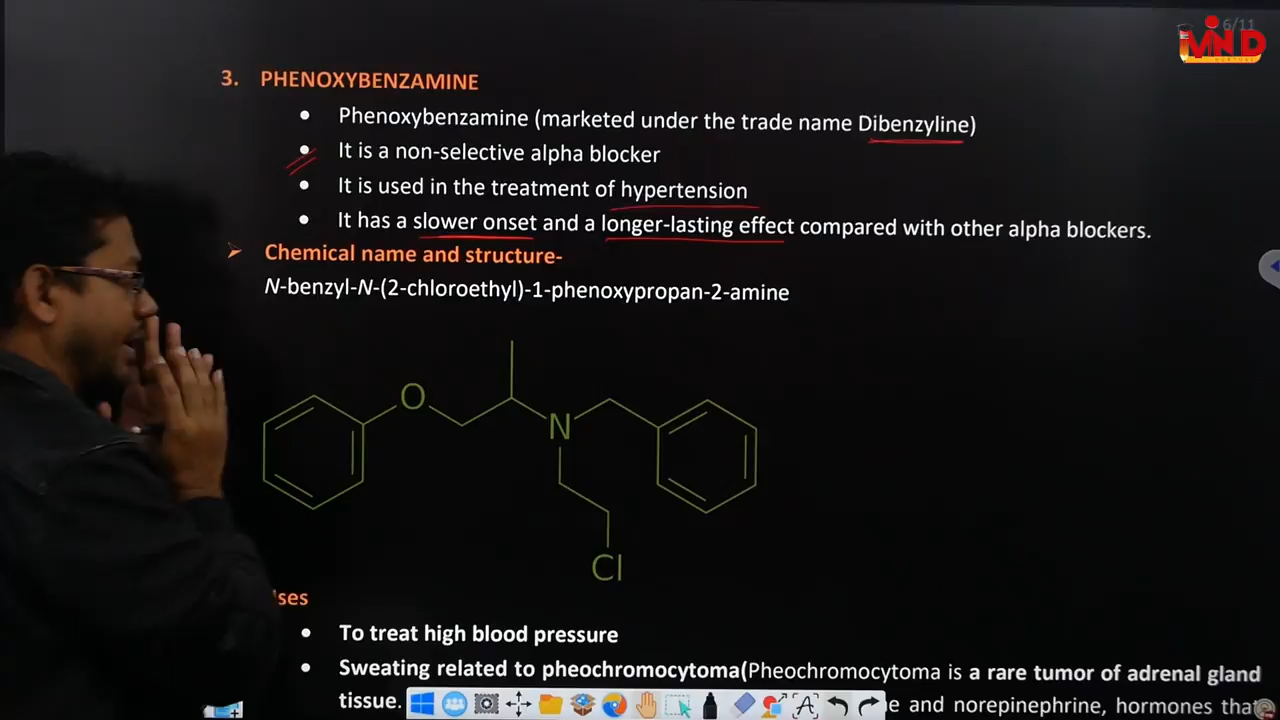 6/11
MIND
3. PHENOXYBENZAMINE
• Phenoxybenzamine (marketed under the trade name Dibenzyline)
• It is a non-selective alpha blocker
• It is used in the treatment of hypertension
• It has a slower onset and a longer-lasting effect compared with other alpha blockers.
➤ Chemical name and structure-
N-benzyl-N-(2-chloroethyl)-1-phenoxypropan-2-amine
O
N
Cl
ses
• To treat high blood pressure
• Sweating related to pheochromocytoma(Pheochromocytoma is a rare tumor of adrenal gland
tissue. e and norepinephrine, hormones that